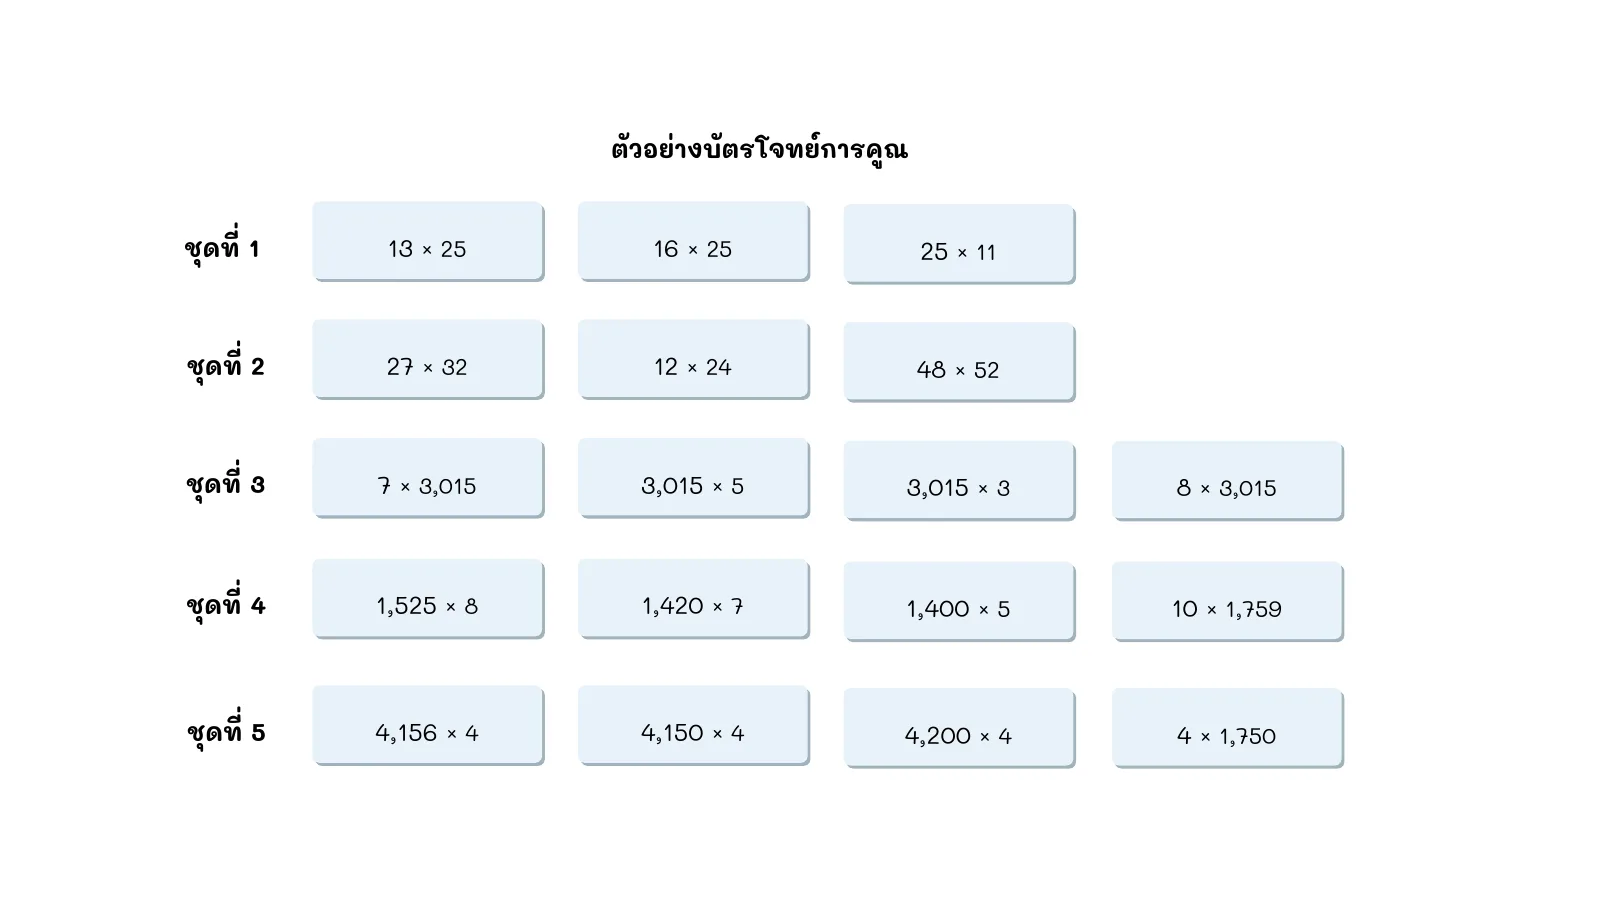 ตัวอย่างบัตรโจทย์การคูณ
ชุดที่ 1 13 × 25 16 × 25 25 × 11
ชุดที่ 2 27 × 32 12 × 24 48 × 52
ชุดที่ 3 7 × 3,015 3,015 × 5 3,015 × 3 8 × 3,015
ชุดที่ 4 1,525 × 8 1,420 × 7 1,400 × 5 10 × 1,759
ชุดที่ 5 4,156 × 4 4,150 × 4 4,200 × 4 4 × 1,750